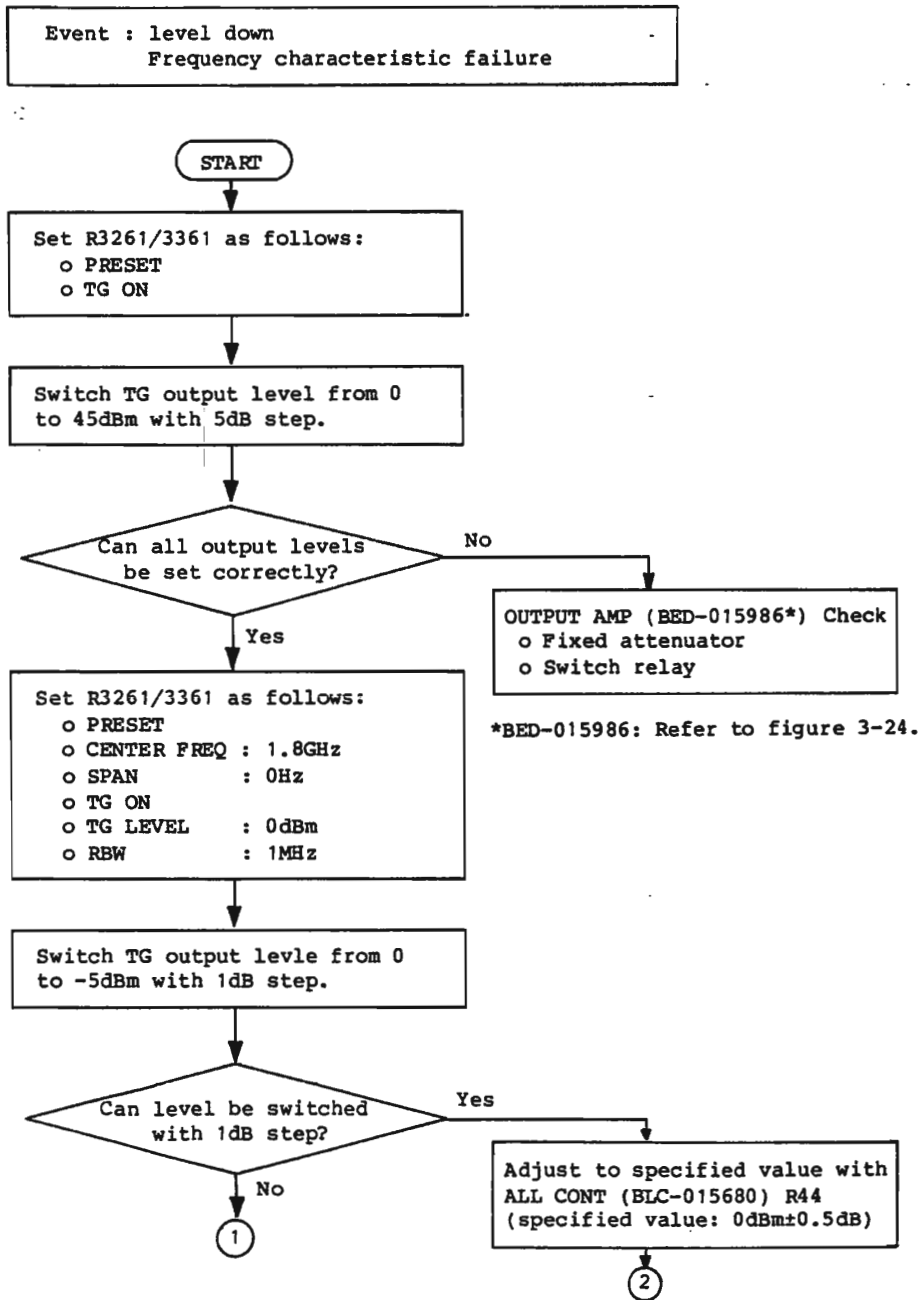 Event : level down
Frequency characteristic failure
START
Set R3261/3361 as follows:
o PRESET
o TG ON
Switch TG output level from 0
to 45dBm with 5dB step.
Can all output levels
be set correctly?
No
Yes
OUTPUT AMP (BED-015986*) Check
o Fixed attenuator
o Switch relay
*BED-015986: Refer to figure 3-24.
Set R3261/3361 as follows:
o PRESET
o CENTER FREQ : 1.8GHz
o SPAN : 0Hz
o TG ON
o TG LEVEL : 0dBm
o RBW : 1MHz
Switch TG output levle from 0
to -5dBm with 1dB step.
Can level be switched
with 1dB step?
Yes
No
1
Adjust to specified value with
ALL CONT (BLC-015680) R44
(specified value: 0dBm±0.5dB)
2